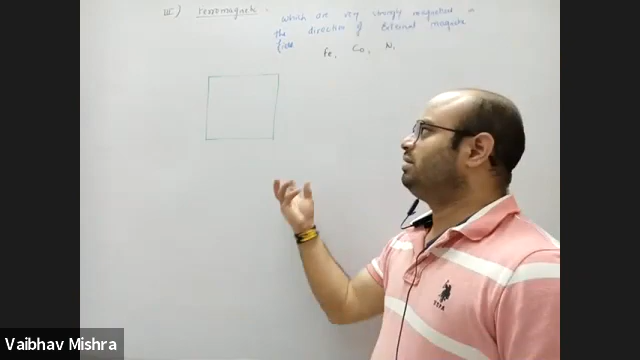 III) Ferromagnetic :
which are very strongly magnetised in
the direction of External magnetic
field
Fe, Co, Ni
USPA
Vaibhav Mishra